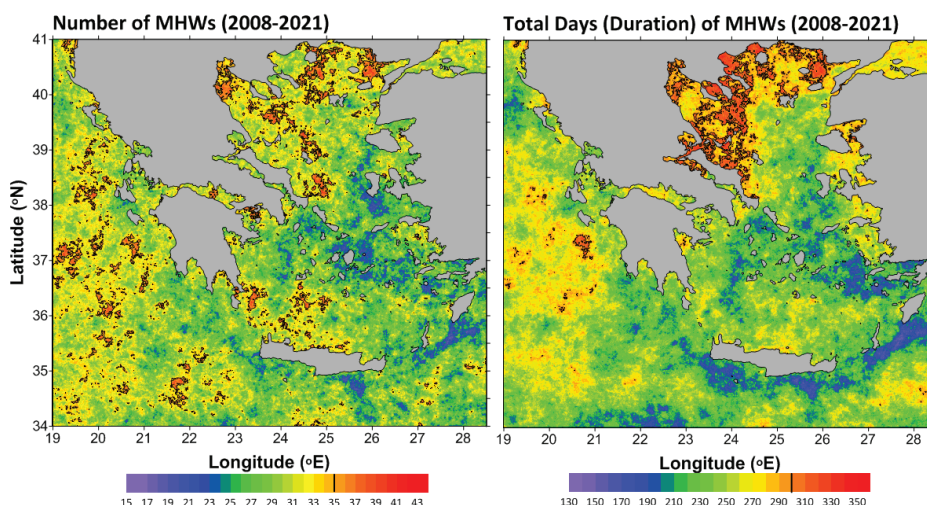 Number of MHWs (2008-2021)
41
40
39
38
37
36
35
34
Latitude (oN)
19 20 21 22 23 24 25 26 27 28
Longitude (oE)
15 17 19 21 23 25 27 29 31 33 35 37 39 41 43
Total Days (Duration) of MHWs (2008-2021)
19 20 21 22 23 24 25 26 27 28
Longitude (oE)
130 150 170 190 210 230 250 270 290 310 330 350